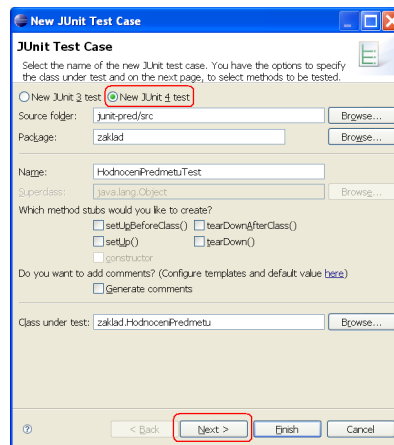 New JUnit Test Case
JUnit Test Case
Select the name of the new JUnit test case. You have the options to specify
the class under test and on the next page, to select methods to be tested.
New JUnit 3 test New JUnit 4 test
Source folder: junit-pred/src Browse...
Package: zaklad Browse...
Name: HodnoceniPredmetuTest
Superclass: java.lang.Object Browse...
Which method stubs would you like to create?
setUpBeforeClass() tearDownAfterClass()
setUp() tearDown()
constructor
Do you want to add comments? (Configure templates and default value here)
Generate comments
Class under test: zaklad.HodnoceniPredmetu Browse...
? < Back Next > Finish Cancel